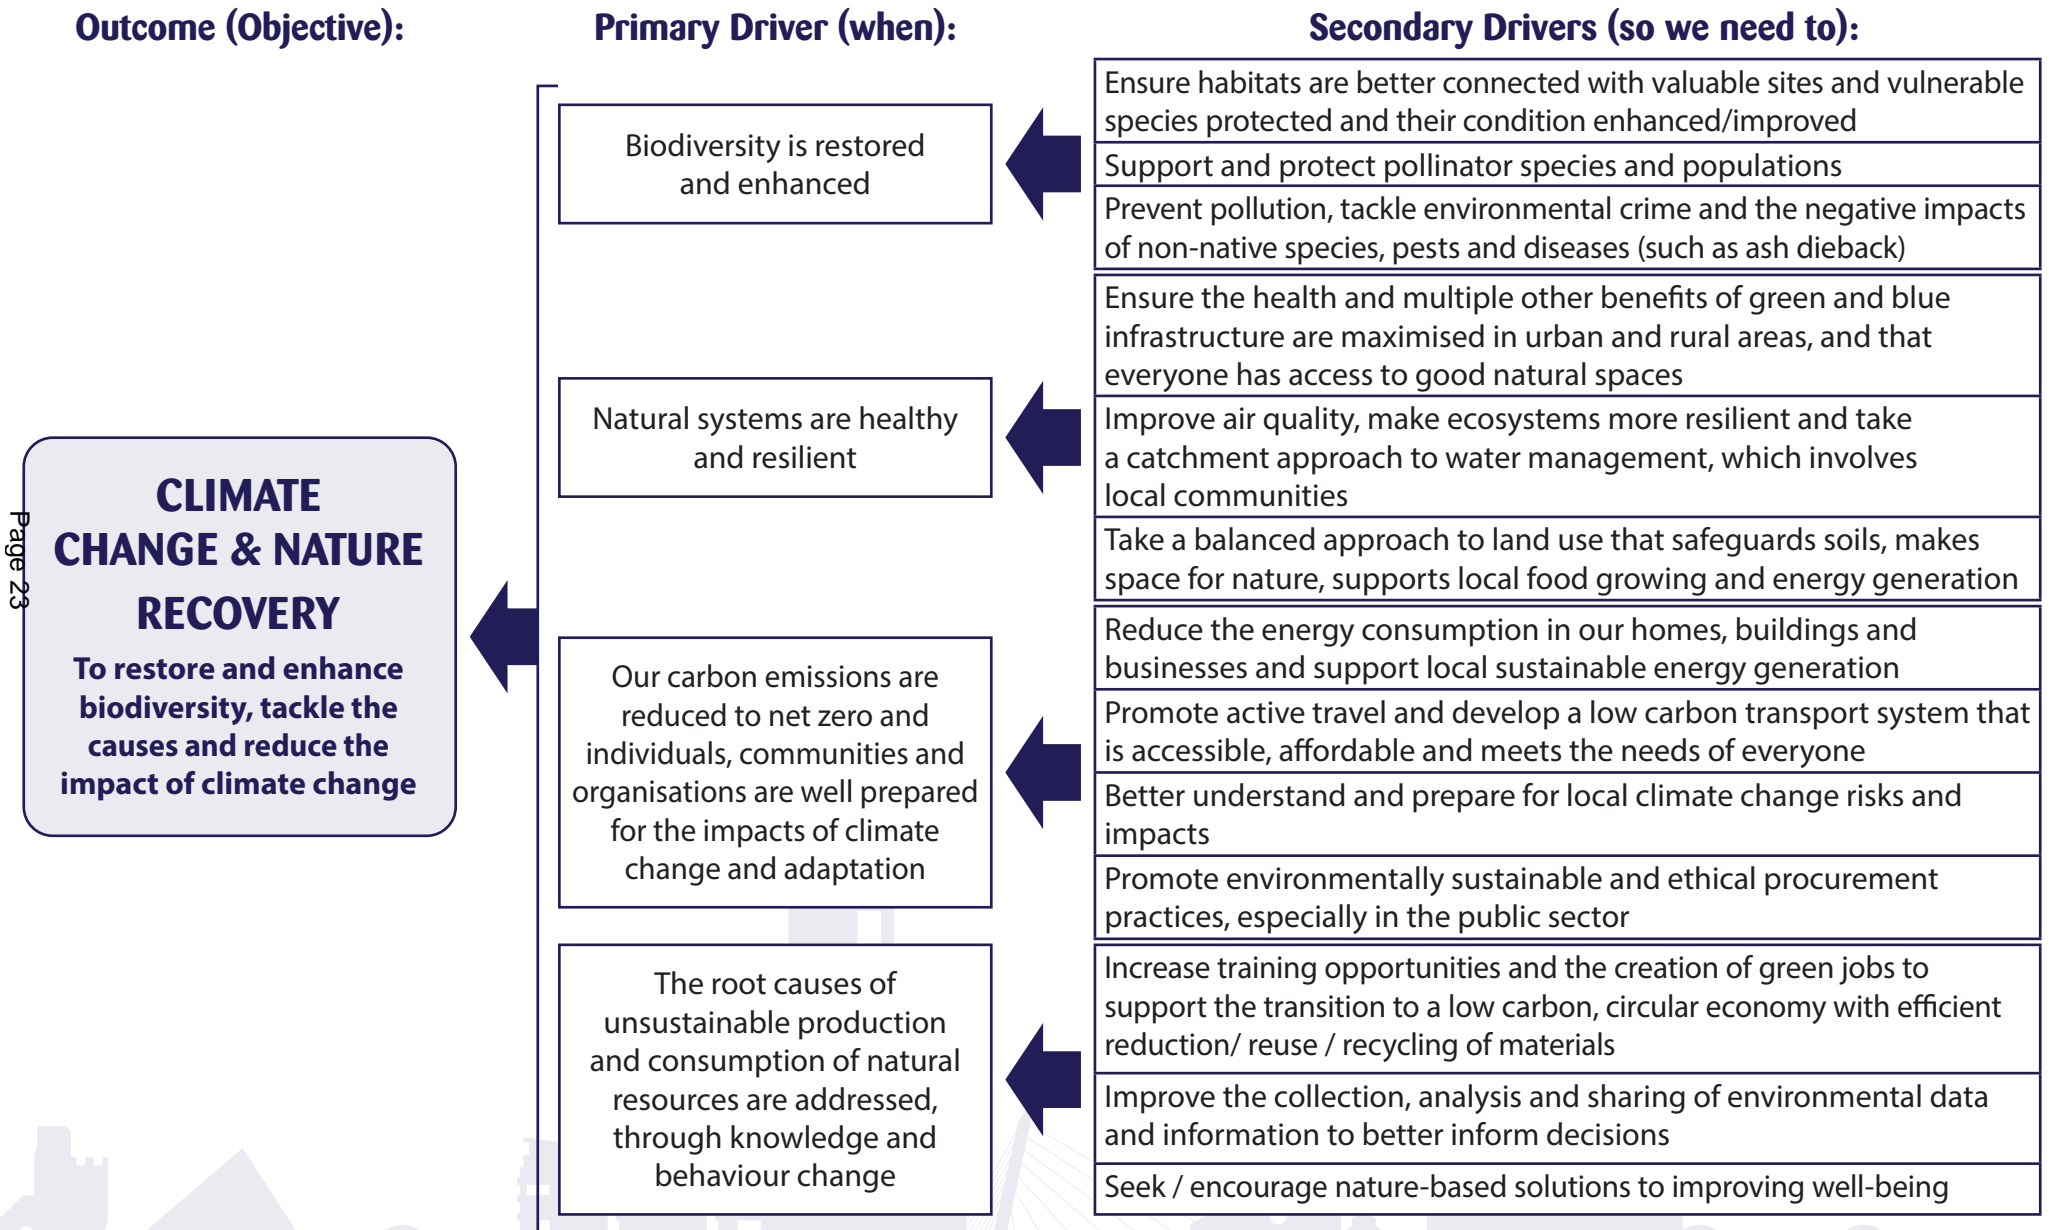 Outcome (Objective):
Primary Driver (when):
Secondary Drivers (so we need to):
CLIMATE
CHANGE & NATURE
RECOVERY
To restore and enhance
biodiversity, tackle the
causes and reduce the
impact of climate change
Page 23
Biodiversity is restored
and enhanced
Ensure habitats are better connected with valuable sites and vulnerable
species protected and their condition enhanced/improved
Support and protect pollinator species and populations
Prevent pollution, tackle environmental crime and the negative impacts
of non-native species, pests and diseases (such as ash dieback)
Natural systems are healthy
and resilient
Ensure the health and multiple other benefits of green and blue
infrastructure are maximised in urban and rural areas, and that
everyone has access to good natural spaces
Improve air quality, make ecosystems more resilient and take
a catchment approach to water management, which involves
local communities
Take a balanced approach to land use that safeguards soils, makes
space for nature, supports local food growing and energy generation
Our carbon emissions are
reduced to net zero and
individuals, communities and
organisations are well prepared
for the impacts of climate
change and adaptation
Reduce the energy consumption in our homes, buildings and
businesses and support local sustainable energy generation
Promote active travel and develop a low carbon transport system that
is accessible, affordable and meets the needs of everyone
Better understand and prepare for local climate change risks and
impacts
Promote environmentally sustainable and ethical procurement
practices, especially in the public sector
The root causes of
unsustainable production
and consumption of natural
resources are addressed,
through knowledge and
behaviour change
Increase training opportunities and the creation of green jobs to
support the transition to a low carbon, circular economy with efficient
reduction/ reuse / recycling of materials
Improve the collection, analysis and sharing of environmental data
and information to better inform decisions
Seek / encourage nature-based solutions to improving well-being